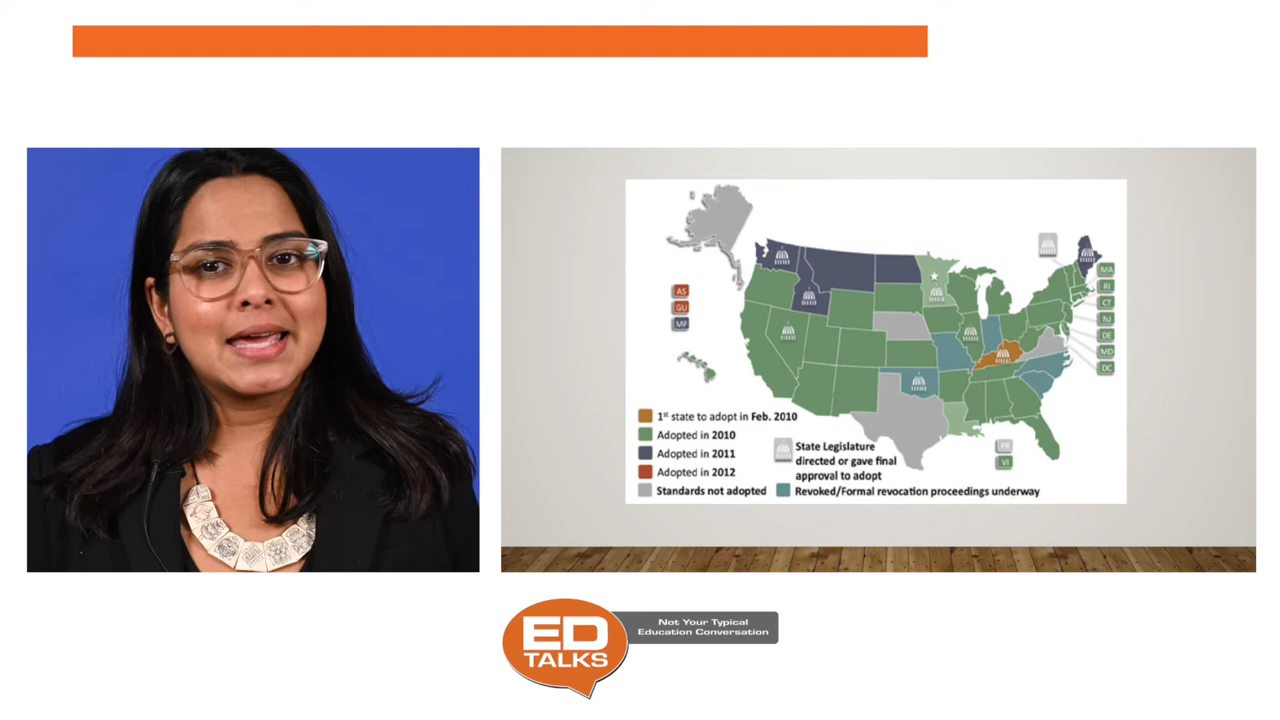 AS
GU
MP
MA
RI
CT
NJ
DE
MD
DC
1st state to adopt in Feb. 2010
Adopted in 2010
Adopted in 2011
Adopted in 2012
Standards not adopted
State Legislature
directed or gave final
approval to adopt
Revoked/Formal revocation proceedings underway
PR
VI
ED
TALKS
Not Your Typical
Education Conversation